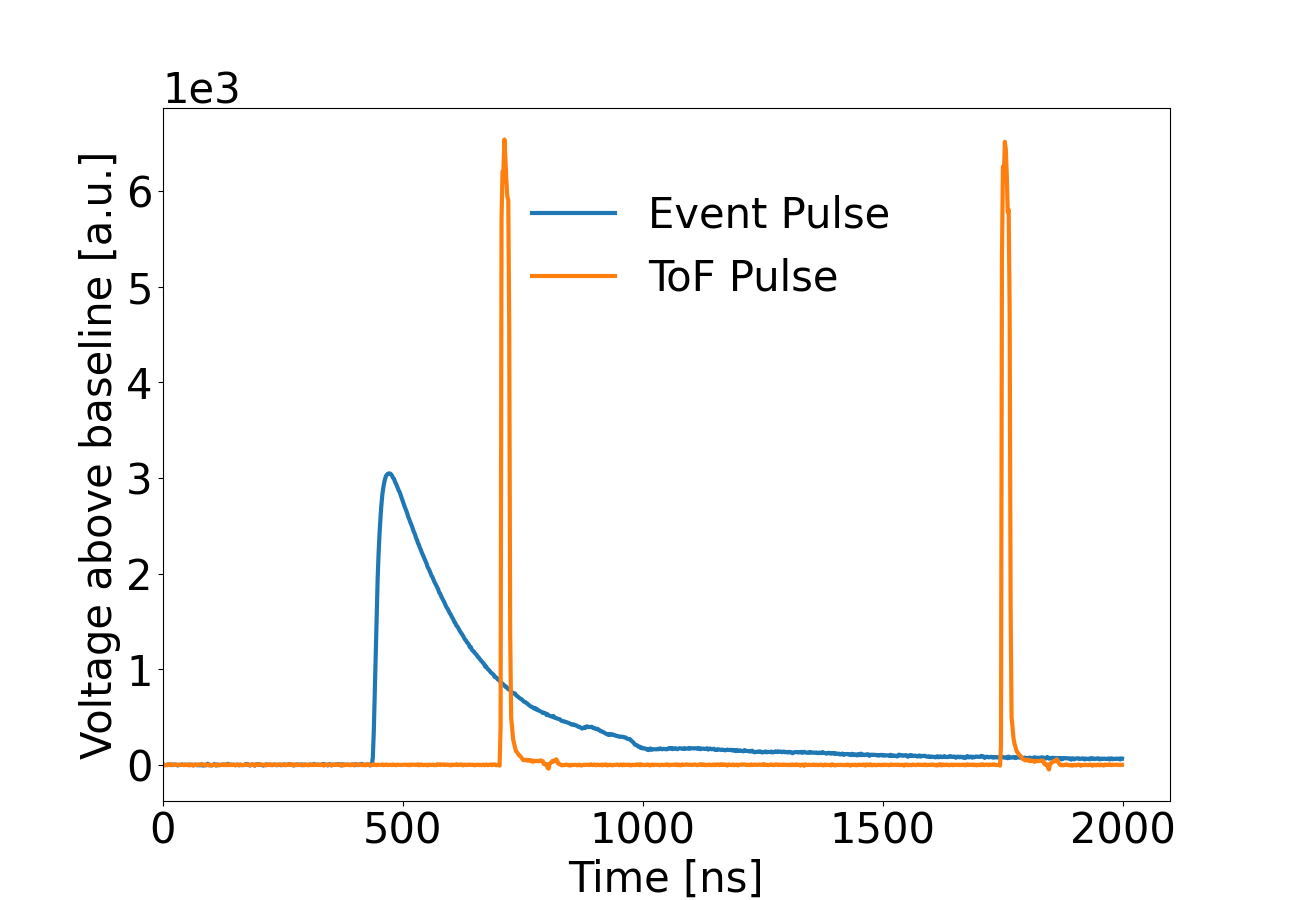 1e3
Voltage above baseline [a.u.]
6
5
4
3
2
1
0
Event Pulse
ToF Pulse
0 500 1000 1500 2000
Time [ns]